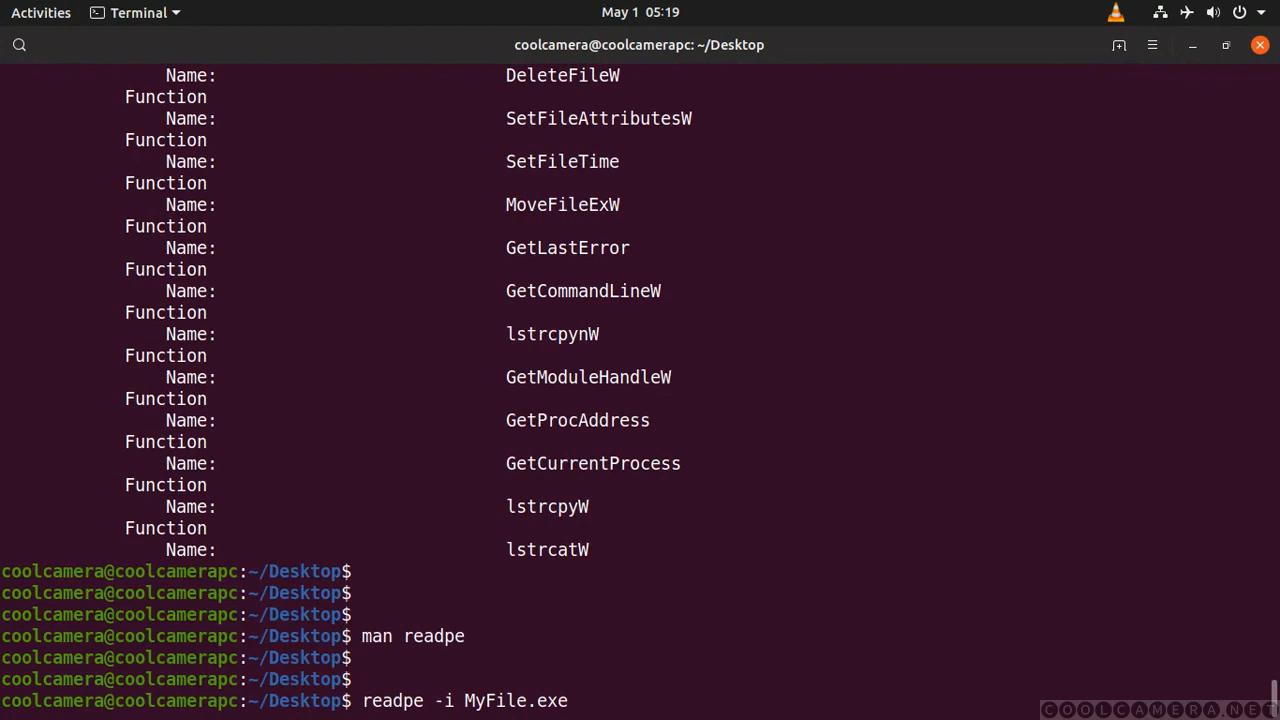 Activities Terminal May 1 05:19
coolcamera@coolcamerapc: ~/Desktop
Name: DeleteFileW
Function
Name: SetFileAttributesW
Function
Name: SetFileTime
Function
Name: MoveFileExW
Function
Name: GetLastError
Function
Name: GetCommandLineW
Function
Name: lstrcpynW
Function
Name: GetModuleHandleW
Function
Name: GetProcAddress
Function
Name: GetCurrentProcess
Function
Name: lstrcpyW
Function
Name: lstrcatW
coolcamera@coolcamerapc:~/Desktop$
coolcamera@coolcamerapc:~/Desktop$
coolcamera@coolcamerapc:~/Desktop$
coolcamera@coolcamerapc:~/Desktop$ man readpe
coolcamera@coolcamerapc:~/Desktop$
coolcamera@coolcamerapc:~/Desktop$
coolcamera@coolcamerapc:~/Desktop$ readpe -i MyFile.exe
COOLCAMERA.NET